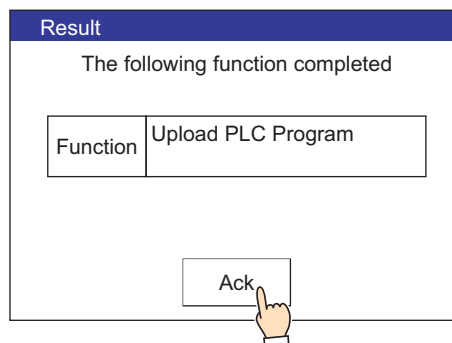 Result
The following function completed
Function
Upload PLC Program
Ack